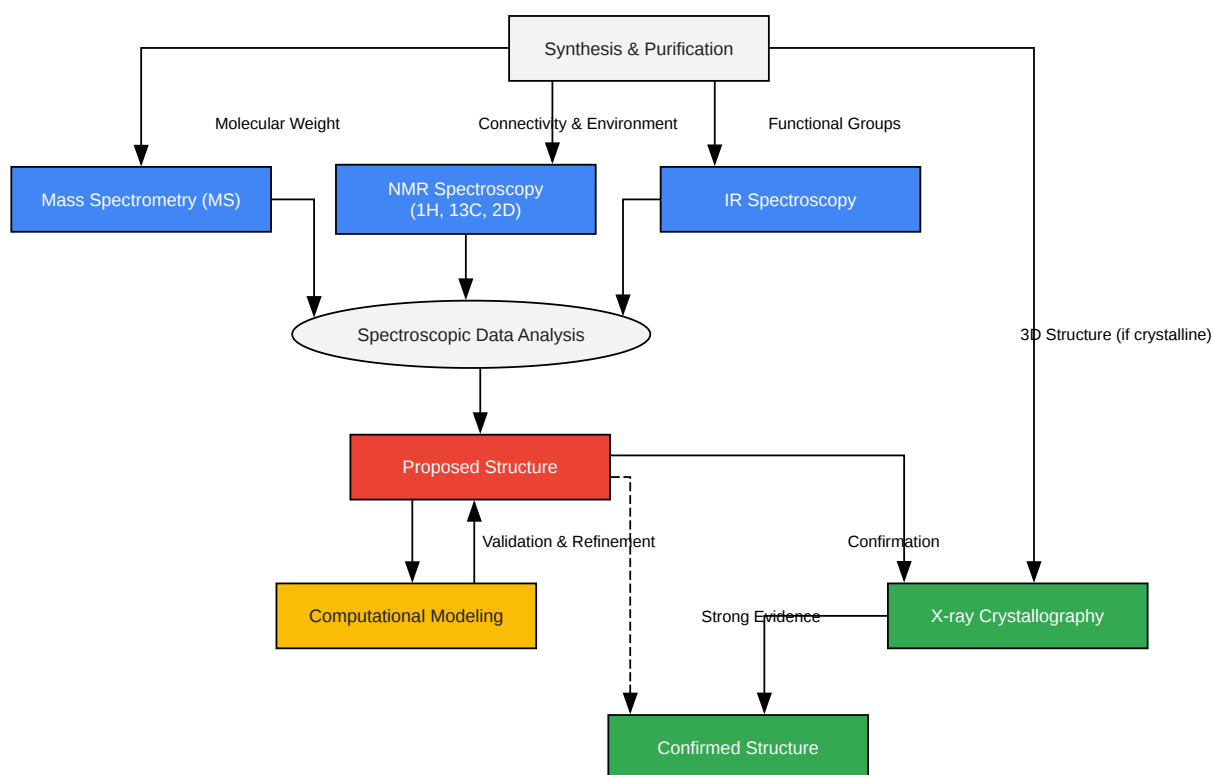 Synthesis & Purification
Molecular Weight
Connectivity & Environment
Functional Groups
Mass Spectrometry (MS)
NMR Spectroscopy
(1H, 13C, 2D)
IR Spectroscopy
Spectroscopic Data Analysis
3D Structure (if crystalline)
Proposed Structure
Validation & Refinement
Confirmation
Computational Modeling
Strong Evidence
X-ray Crystallography
Confirmed Structure